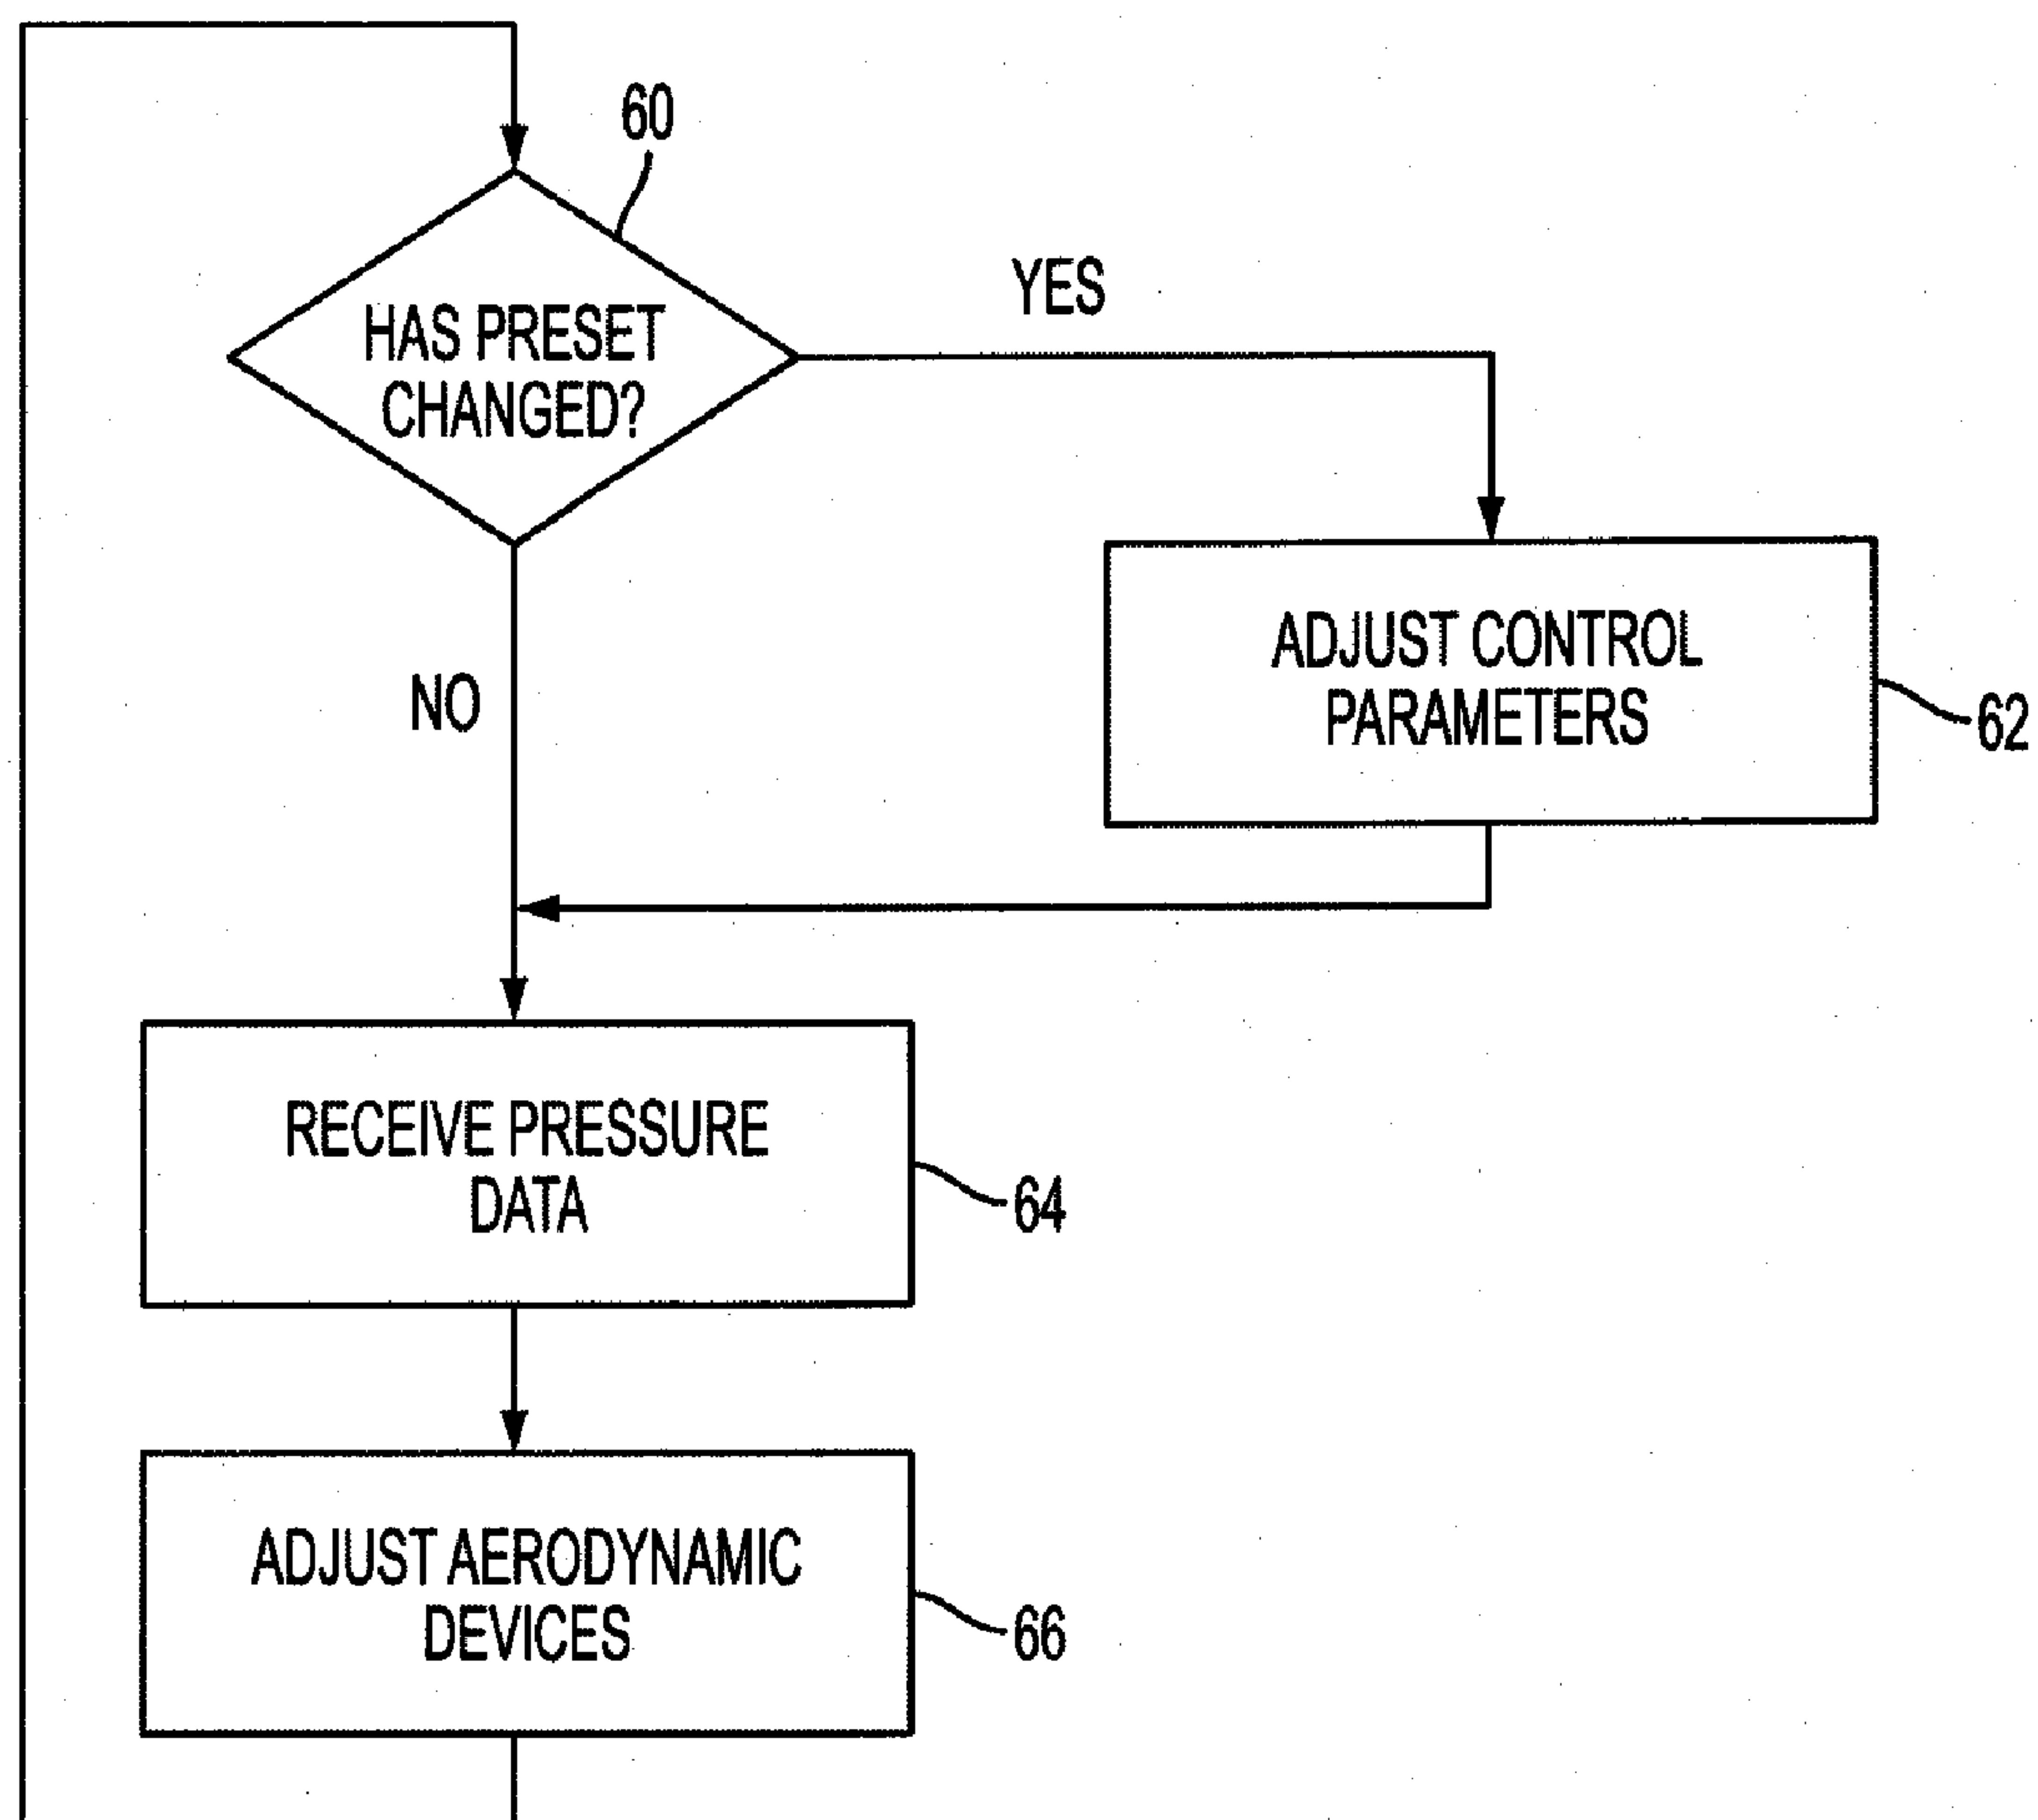 60
HAS PRESET
CHANGED?
YES
NO
ADJUST CONTROL
PARAMETERS
62
RECEIVE PRESSURE
DATA
64
ADJUST AERODYNAMIC
DEVICES
66